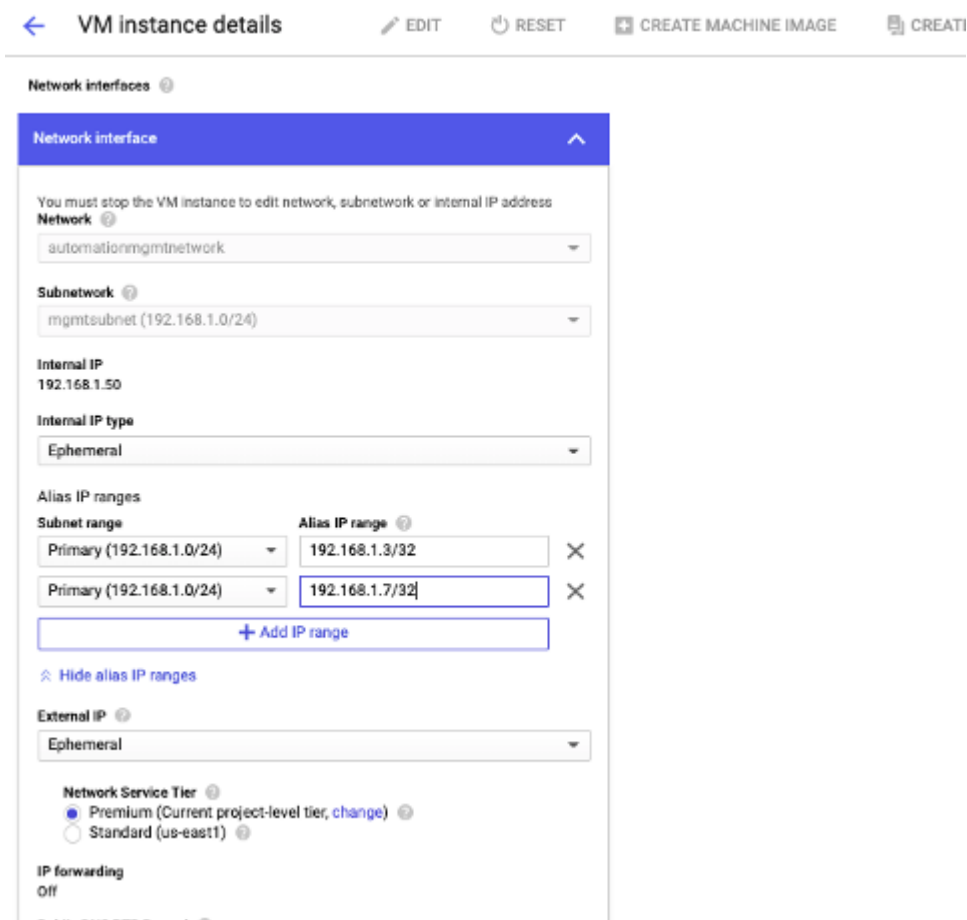 VM instance details EDIT RESET CREATE MACHINE IMAGE CREATE
Network interfaces
Network interface
You must stop the VM instance to edit network, subnetwork or internal IP address
Network
automationmgmtnetwork
Subnetwork
mgmtsubnet (192.168.1.0/24)
Internal IP
192.168.1.50
Internal IP type
Ephemeral
Alias IP ranges
Subnet range Alias IP range
Primary (192.168.1.0/24) 192.168.1.3/32
Primary (192.168.1.0/24) 192.168.1.7/32
+ Add IP range
Hide alias IP ranges
External IP
Ephemeral
Network Service Tier
Premium (Current project-level tier, change)
Standard (us-east1)
IP forwarding
Off